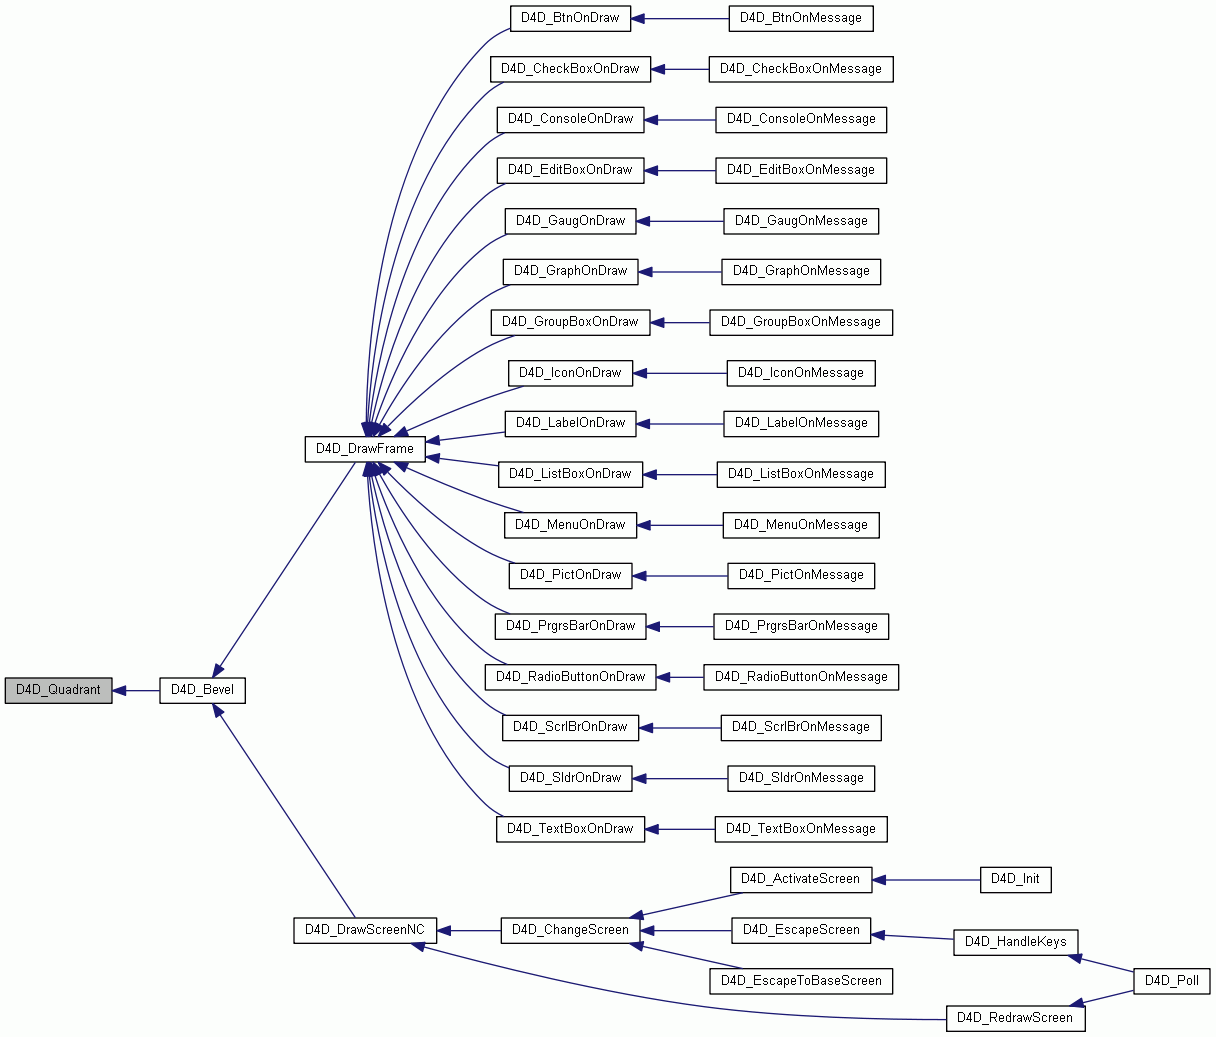 D4D_BtnOnDraw
D4D_BtnOnMessage
D4D_CheckBoxOnDraw
D4D_CheckBoxOnMessage
D4D_ConsoleOnDraw
D4D_ConsoleOnMessage
D4D_EditBoxOnDraw
D4D_EditBoxOnMessage
D4D_GaugOnDraw
D4D_GaugOnMessage
D4D_GraphOnDraw
D4D_GraphOnMessage
D4D_GroupBoxOnDraw
D4D_GroupBoxOnMessage
D4D_IconOnDraw
D4D_IconOnMessage
D4D_LabelOnDraw
D4D_LabelOnMessage
D4D_DrawFrame
D4D_ListBoxOnDraw
D4D_ListBoxOnMessage
D4D_MenuOnDraw
D4D_MenuOnMessage
D4D_PictOnDraw
D4D_PictOnMessage
D4D_PrgrsBarOnDraw
D4D_PrgrsBarOnMessage
D4D_RadioButtonOnDraw
D4D_RadioButtonOnMessage
D4D_Quadrant
D4D_Bevel
D4D_ScrlBrOnDraw
D4D_ScrlBrOnMessage
D4D_SldrOnDraw
D4D_SldrOnMessage
D4D_TextBoxOnDraw
D4D_TextBoxOnMessage
D4D_ActivateScreen
D4D_Init
D4D_DrawScreenNC
D4D_ChangeScreen
D4D_EscapeScreen
D4D_HandleKeys
D4D_EscapeToBaseScreen
D4D_Poll
D4D_RedrawScreen